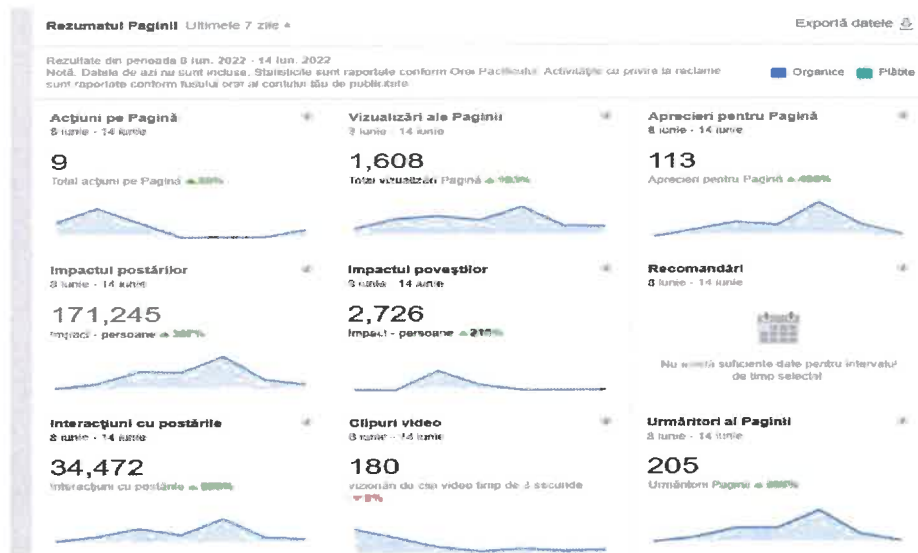 Rezumatul Paginii Ultimele 7 zile
Exportă datele
Rezultate din perioada 8 iun. 2022 - 14 iun. 2022
Notă. Datele de azi nu sunt incluse. Statisticile sunt raportate conform Orei Pacificului. Activitățile cu privire la reclame
sunt raportate conform fusului orar al contului tău de publicitate
Organice Plătite
Acțiuni pe Pagină
8 iunie - 14 iunie
9
Total acțiuni pe Pagină
Vizualizări ale Paginii
8 iunie - 14 iunie
1,608
Total vizualizări Pagină
Aprecieri pentru Pagină
8 iunie - 14 iunie
113
Aprecieri pentru Pagină
Impactul postărilor
8 iunie - 14 iunie
171,245
Impact - persoane
Impactul poveștilor
8 iunie - 14 iunie
2,726
Impact - persoane
Recomandări
8 iunie - 14 iunie
Nu există suficiente date pentru intervalul
de timp selectat
Interacțiuni cu postările
8 iunie - 14 iunie
34,472
Interacțiuni cu postările
Clipuri video
8 iunie - 14 iunie
180
vizionări de clip video timp de 3 secunde
Urmăritori ai Paginii
8 iunie - 14 iunie
205
Urmăritorii Paginii